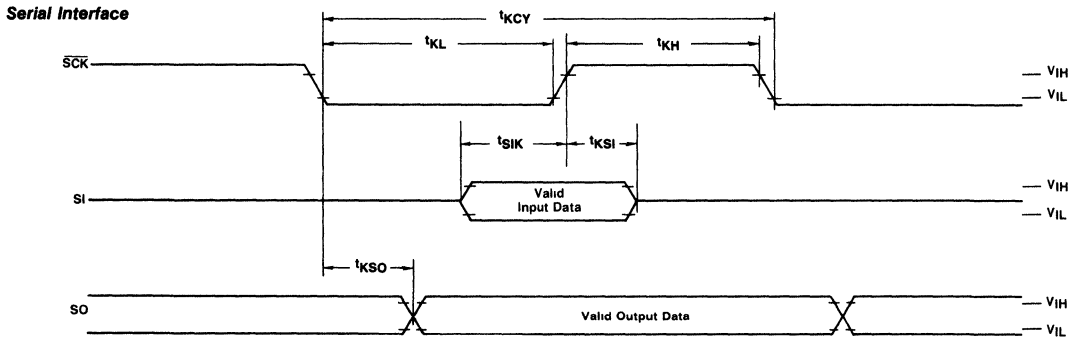 Serial Interface
tKCY
tKL
tKH
SCK
VIH
VIL
tSIK
tKSI
SI
Valid
Input Data
VIH
VIL
tKSO
SO
Valid Output Data
VIH
VIL